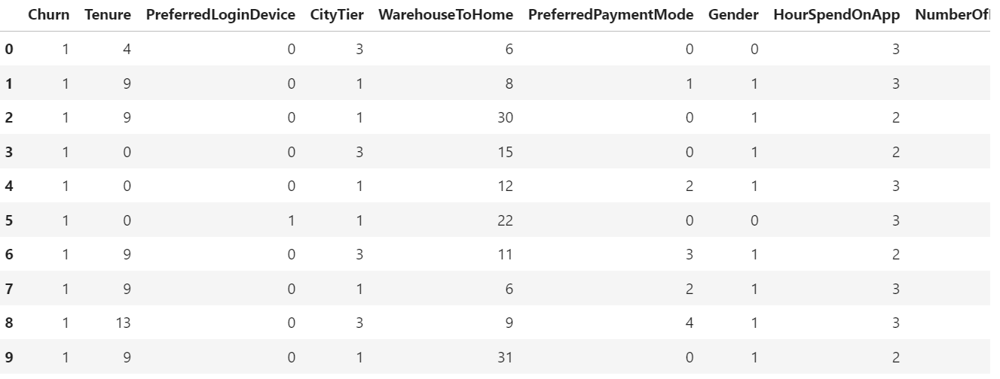 Churn Tenure PreferredLoginDevice CityTier WarehouseToHome PreferredPaymentMode Gender HourSpendOnApp NumberOf
0 1 4 0 3 6 0 0 3
1 1 9 0 1 8 1 1 3
2 1 9 0 1 30 0 1 2
3 1 0 0 3 15 0 1 2
4 1 0 0 1 12 2 1 3
5 1 0 1 1 22 0 0 3
6 1 9 0 3 11 3 1 2
7 1 9 0 1 6 2 1 3
8 1 13 0 3 9 4 1 3
9 1 9 0 1 31 0 1 2